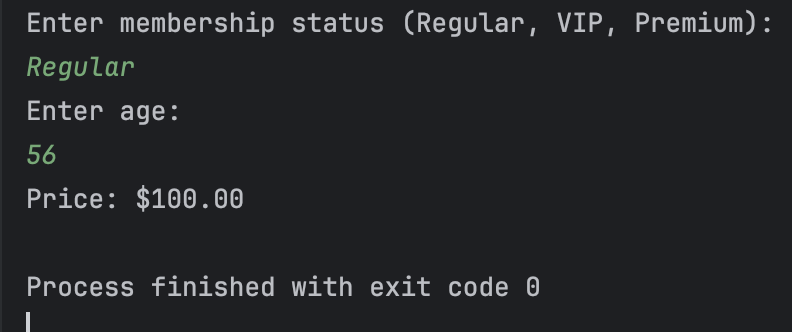 Enter membership status (Regular, VIP, Premium):
Regular
Enter age:
56
Price: $100.00
Process finished with exit code 0